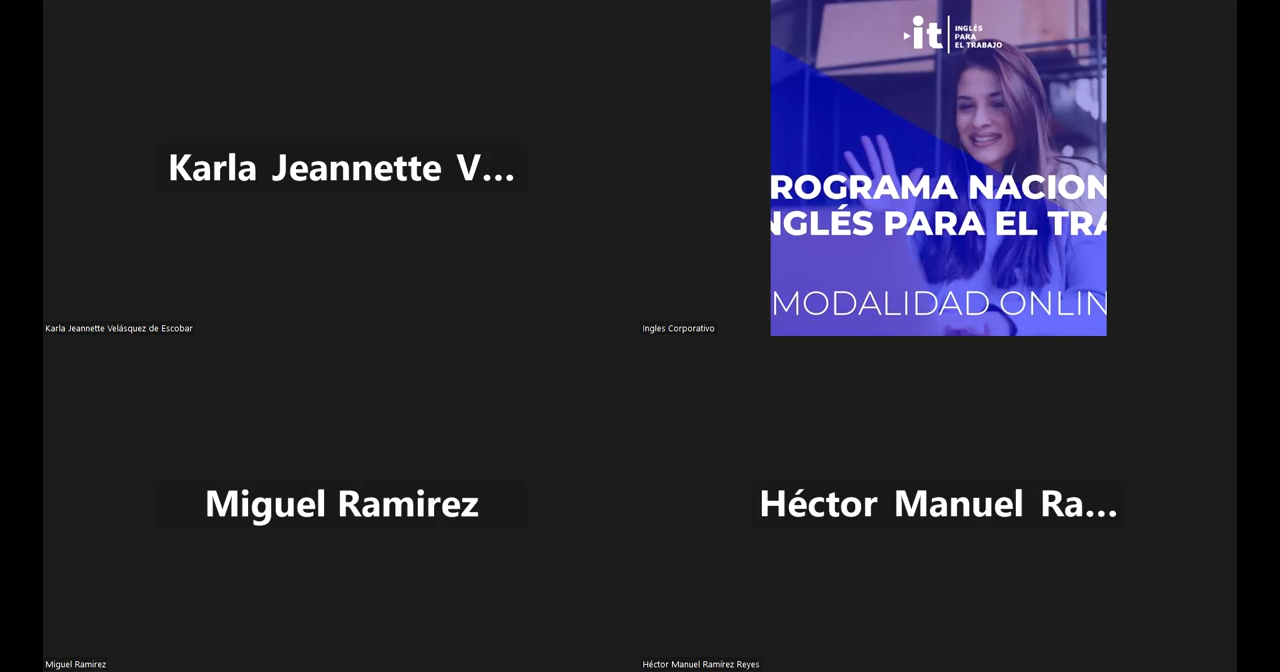 Karla Jeannette V...
Karla Jeannette Velásquez de Escobar
it
INGLÉS
PARA
EL TRABAJO
ROGRAMA NACION
NGLÉS PARA EL TRA
MODALIDAD ONLIN
Ingles Corporativo
Miguel Ramirez
Miguel Ramirez
Héctor Manuel Ra...
Héctor Manuel Ramírez Reyes